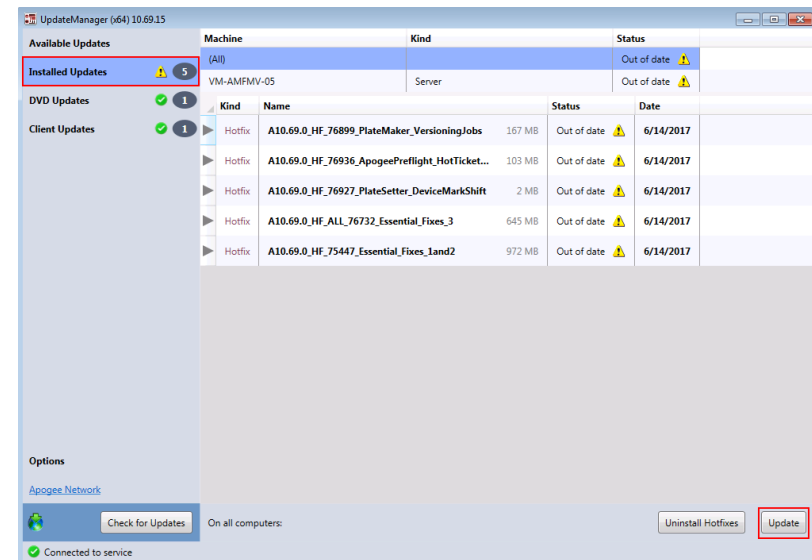 UpdateManager (x64) 10.69.15
Available Updates
Installed Updates 5
DVD Updates 1
Client Updates 1
Machine Kind Status
(All) Out of date
VM-AMFMV-05 Server Out of date
Kind Name Status Date
Hotfix A10.69.0_HF_76899_PlateMaker_VersioningJobs 167 MB Out of date 6/14/2017
Hotfix A10.69.0_HF_76936_ApogeePreflight_HotTicket... 103 MB Out of date 6/14/2017
Hotfix A10.69.0_HF_76927_PlateSetter_DeviceMarkShift 2 MB Out of date 6/14/2017
Hotfix A10.69.0_HF_ALL_76732_Essential_Fixes_3 645 MB Out of date 6/14/2017
Hotfix A10.69.0_HF_75447_Essential_Fixes_1and2 972 MB Out of date 6/14/2017
Options
Apogee Network
Check for Updates On all computers: Uninstall Hotfixes Update
Connected to service